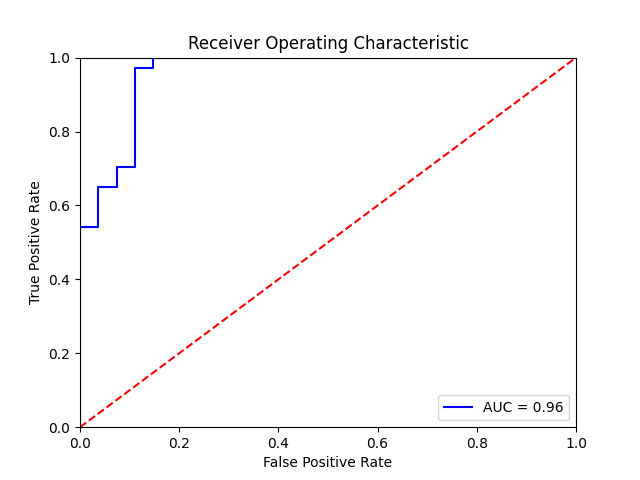 Receiver Operating Characteristic
True Positive Rate
1.0
0.8
0.6
0.4
0.2
0.0
AUC = 0.96
0.0 0.2 0.4 0.6 0.8 1.0
False Positive Rate